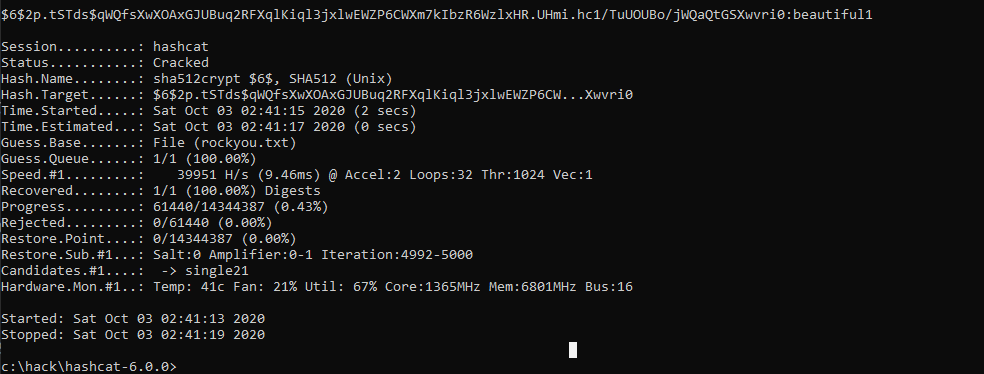 $6$2p.tSTds$qWQfsXwXOAxGJUBuq2RFXqlKiql3jxlwEWZP6CWXm7kIbzR6WzlxHR.UHmi.hc1/TuUOUBo/jWQaQtGSXwvri0:beautiful1
Session..........: hashcat
Status...........: Cracked
Hash.Name........: sha512crypt $6$, SHA512 (Unix)
Hash.Target......: $6$2p.tSTds$qWQfsXwXOAxGJUBuq2RFXqlKiql3jxlwEWZP6CW...Xwvri0
Time.Started.....: Sat Oct 03 02:41:15 2020 (2 secs)
Time.Estimated...: Sat Oct 03 02:41:17 2020 (0 secs)
Guess.Base.......: File (rockyou.txt)
Guess.Queue......: 1/1 (100.00%)
Speed.#1.........:    39951 H/s (9.46ms) @ Accel:2 Loops:32 Thr:1024 Vec:1
Recovered........: 1/1 (100.00%) Digests
Progress.........: 61440/14344387 (0.43%)
Rejected.........: 0/61440 (0.00%)
Restore.Point....: 0/14344387 (0.00%)
Restore.Sub.#1...: Salt:0 Amplifier:0-1 Iteration:4992-5000
Candidates.#1....:  -> single21
Hardware.Mon.#1..: Temp: 41c Fan: 21% Util: 67% Core:1365MHz Mem:6801MHz Bus:16
Started: Sat Oct 03 02:41:13 2020
Stopped: Sat Oct 03 02:41:19 2020
c:\hack\hashcat-6.0.0>